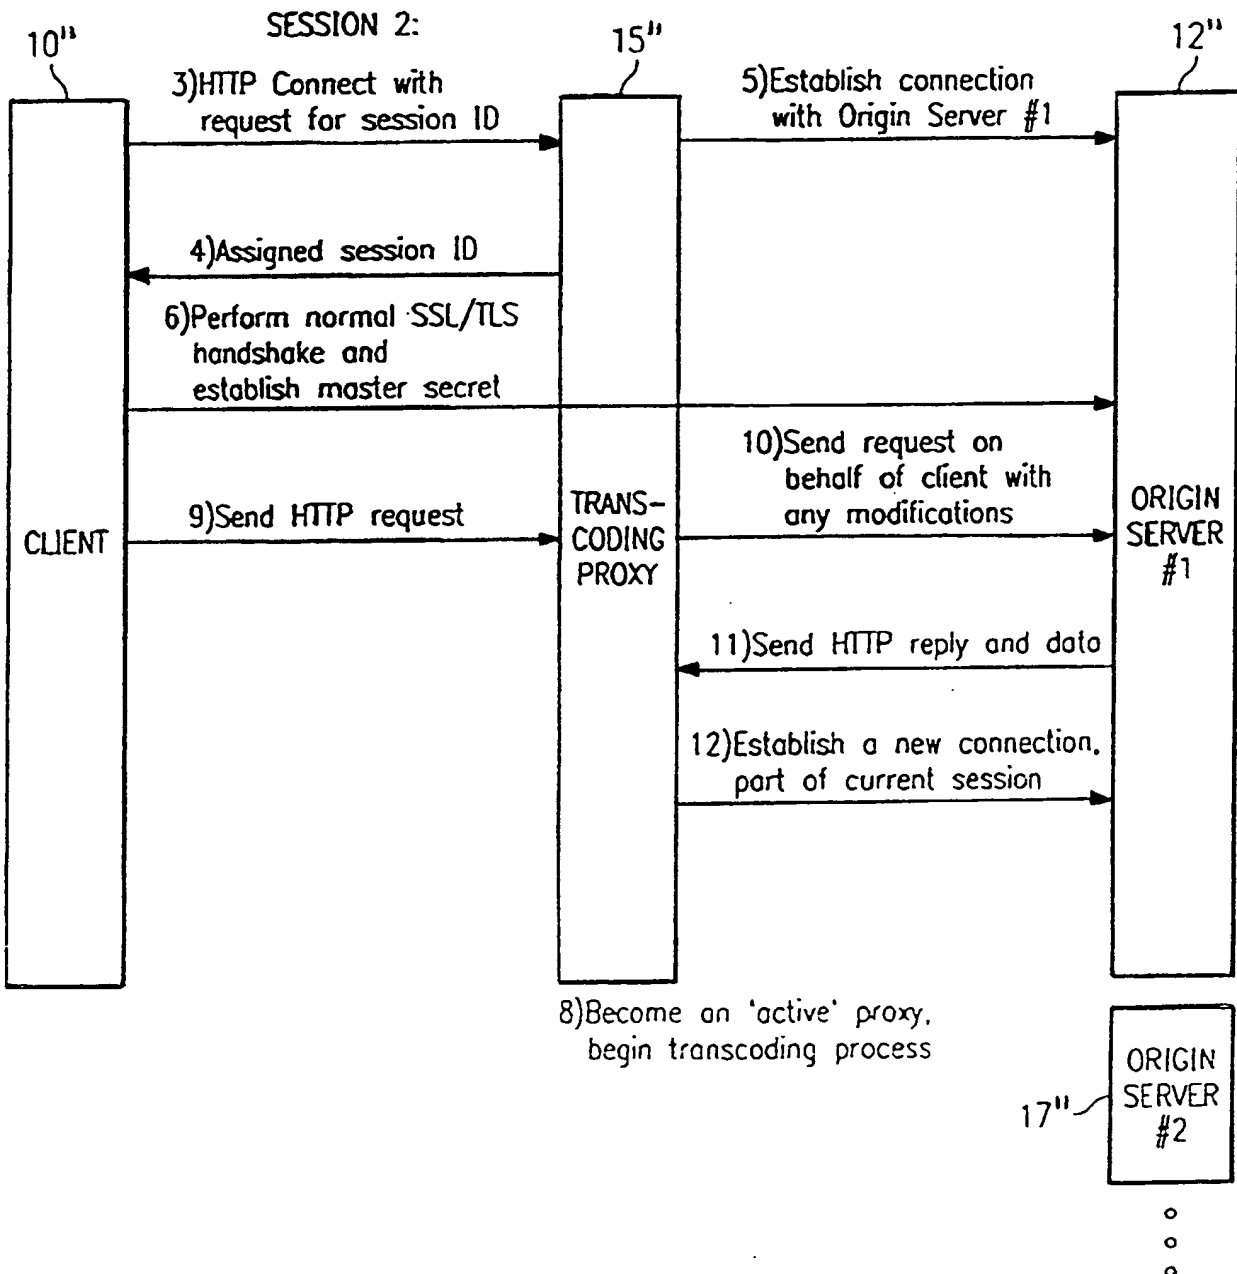 SESSION 2:
10"
15"
12"
3)HTTP Connect with
request for session ID
5)Establish connection
with Origin Server #1
4)Assigned session ID
6)Perform normal SSL/TLS
handshake and
establish master secret
10)Send request on
behalf of client with
any modifications
9)Send HTTP request
CLIENT
TRANS-
CODING
PROXY
ORIGIN
SERVER
#1
11)Send HTTP reply and data
12)Establish a new connection,
part of current session
8)Become an 'active' proxy,
begin transcoding process
ORIGIN
SERVER
#2
17"